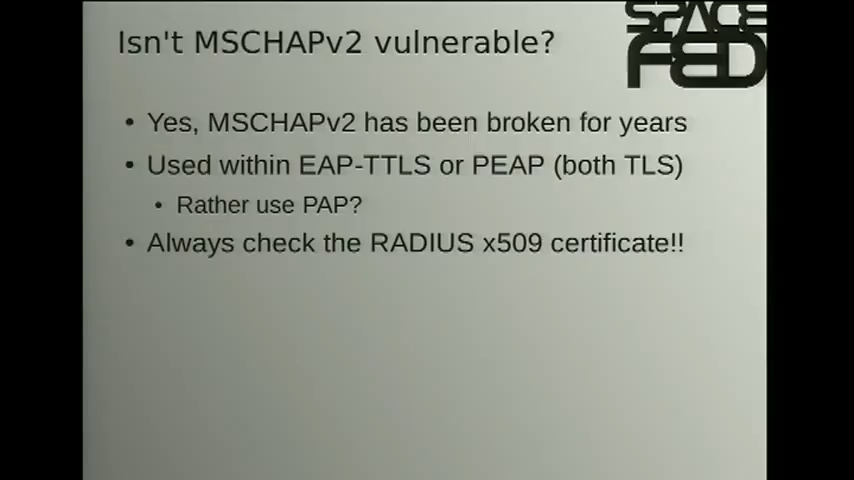 Isn't MSCHAPv2 vulnerable?
SPACE
FED
• Yes, MSCHAPv2 has been broken for years
• Used within EAP-TTLS or PEAP (both TLS)
• Rather use PAP?
• Always check the RADIUS x509 certificate!!